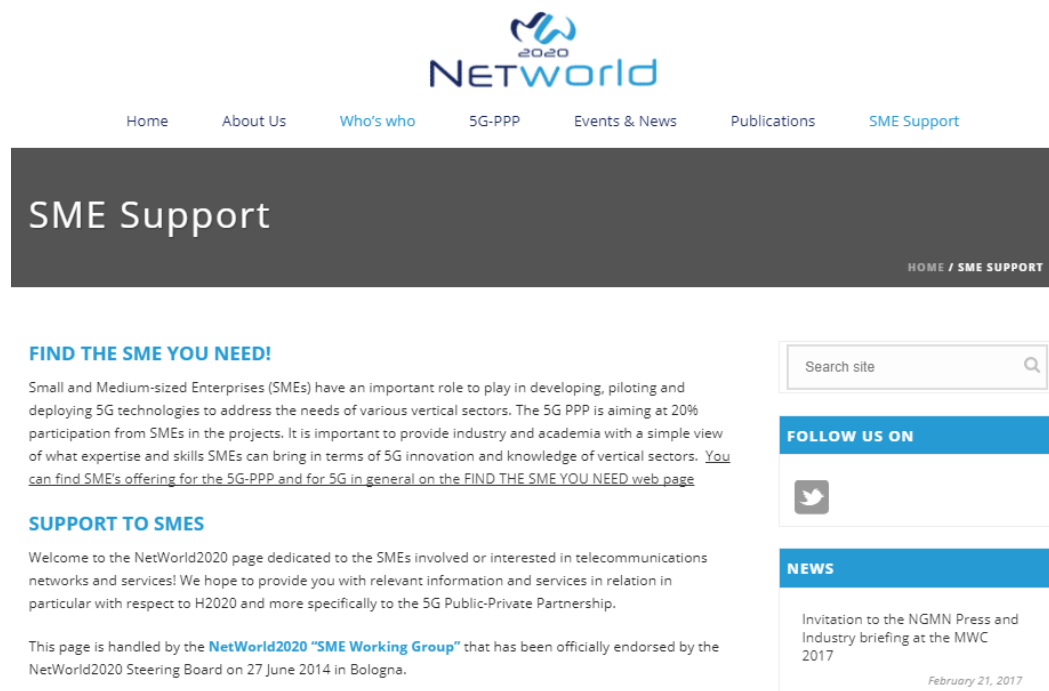 2020
NETWorld
Home About Us Who's who 5G-PPP Events & News Publications SME Support
SME Support
HOME / SME SUPPORT
FIND THE SME YOU NEED!
Small and Medium-sized Enterprises (SMEs) have an important role to play in developing, piloting and
deploying 5G technologies to address the needs of various vertical sectors. The 5G PPP is aiming at 20%
participation from SMEs in the projects. It is important to provide industry and academia with a simple view
of what expertise and skills SMEs can bring in terms of 5G innovation and knowledge of vertical sectors. You
can find SME's offering for the 5G-PPP and for 5G in general on the FIND THE SME YOU NEED web page
SUPPORT TO SMES
Welcome to the NetWorld2020 page dedicated to the SMEs involved or interested in telecommunications
networks and services! We hope to provide you with relevant information and services in relation in
particular with respect to H2020 and more specifically to the 5G Public-Private Partnership.
This page is handled by the NetWorld2020 “SME Working Group” that has been officially endorsed by the
NetWorld2020 Steering Board on 27 June 2014 in Bologna.
Search site
FOLLOW US ON
NEWS
Invitation to the NGMN Press and
Industry briefing at the MWC
2017
February 21, 2017